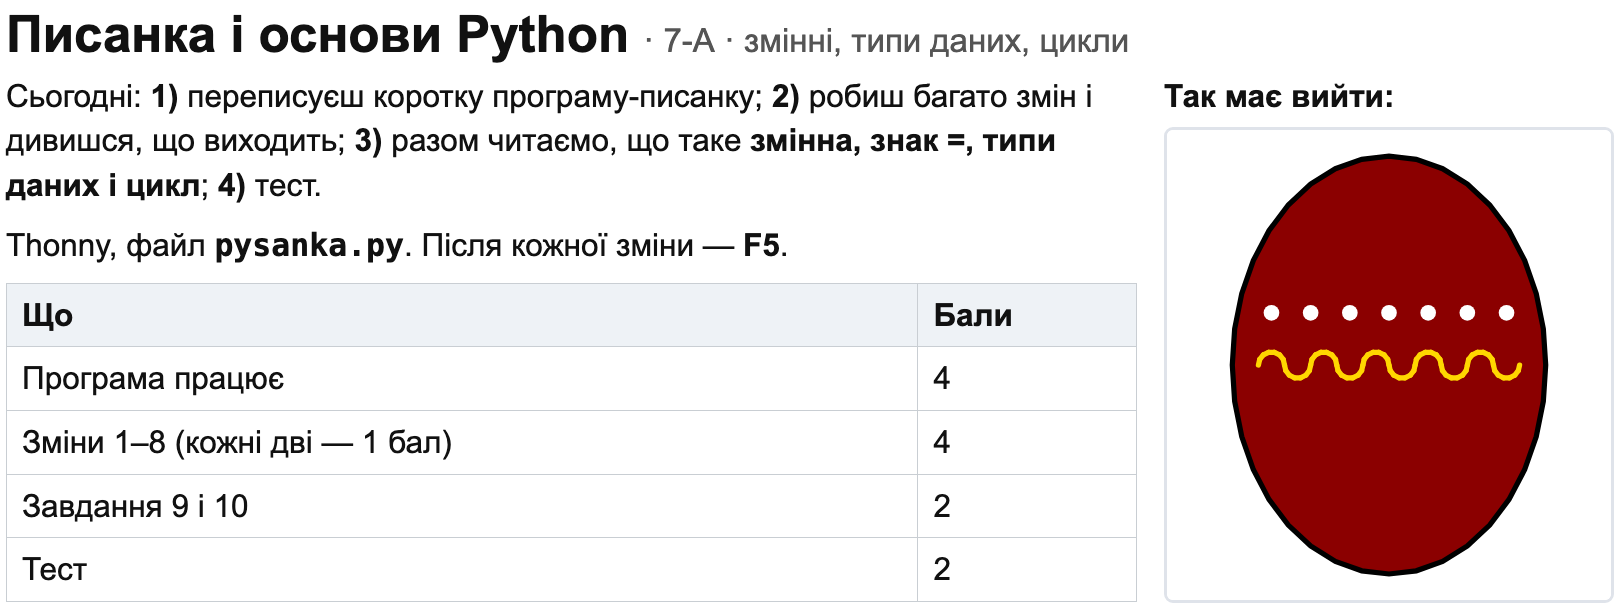 Писанка і основи Python · 7-А · змінні, типи даних, цикли
Сьогодні: 1) переписуєш коротку програму-писанку; 2) робиш багато змін і
дивишся, що виходить; 3) разом читаємо, що таке змінна, знак =, типи
даних і цикл; 4) тест.
Thonny, файл pysanka.py. Після кожної зміни — F5.
Що Бали
Програма працює 4
Зміни 1–8 (кожні дві — 1 бал) 4
Завдання 9 і 10 2
Тест 2
Так має вийти: